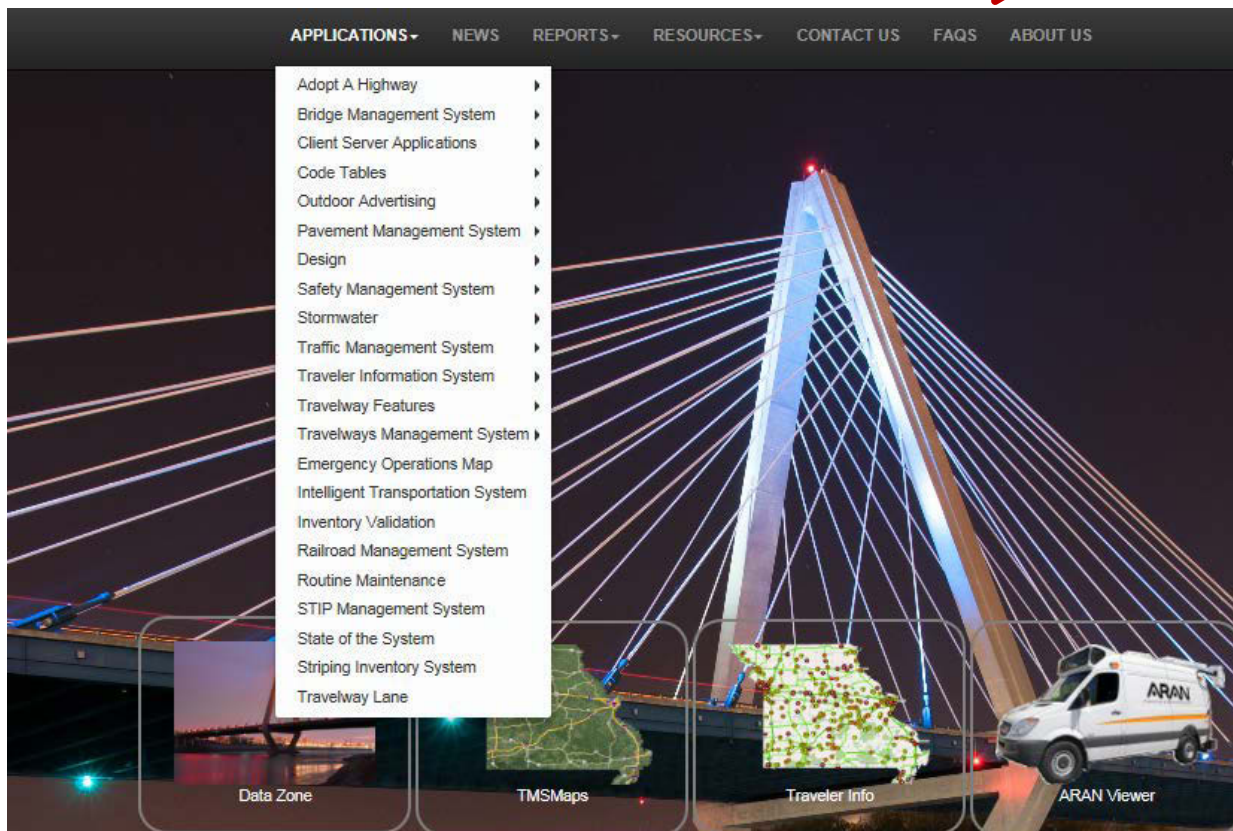 APPLICATIONS NEWS REPORTS RESOURCES CONTACT US FAQS ABOUT US
Adopt A Highway
Bridge Management System
Client Server Applications
Code Tables
Outdoor Advertising
Pavement Management System
Design
Safety Management System
Stormwater
Traffic Management System
Traveler Information System
Travelway Features
Travelways Management System
Emergency Operations Map
Intelligent Transportation System
Inventory Validation
Railroad Management System
Routine Maintenance
STIP Management System
State of the System
Striping Inventory System
Travelway Lane
ARAN
Data Zone TMSMaps Traveler Info ARAN Viewer